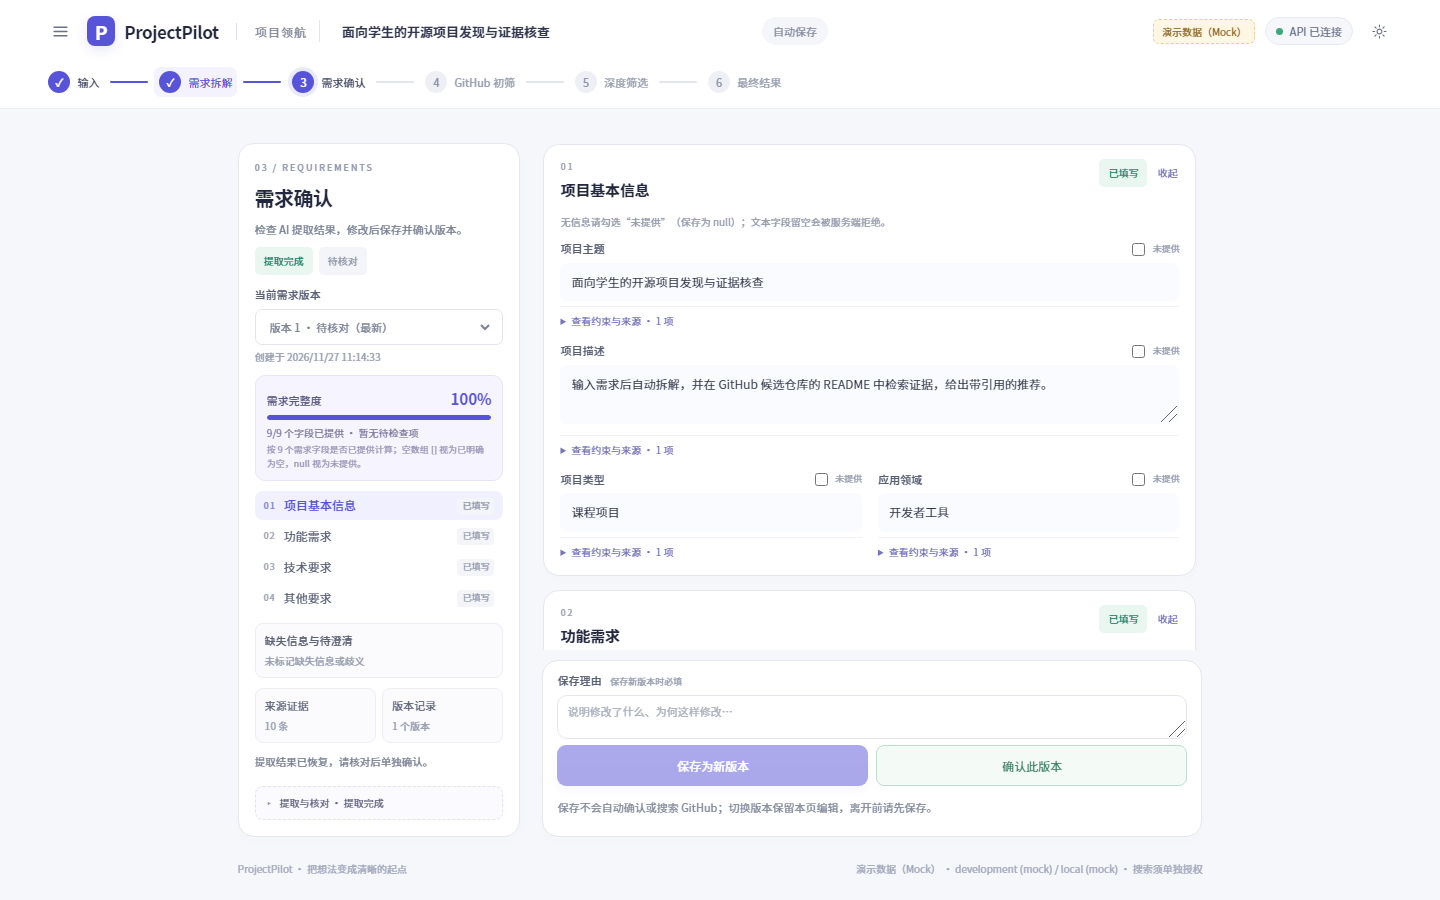 P ProjectPilot 项目领航 面向学生的开源项目发现与证据核查 自动保存 演示数据（Mock） API 已连接
✓ 输入 ✓ 需求拆解 3 需求确认 4 GitHub 初筛 5 深度筛选 6 最终结果
03 / REQUIREMENTS
需求确认
检查 AI 提取结果，修改后保存并确认版本。
提取完成 待核对
当前需求版本
版本 1 · 待核对（最新）
创建于 2026/11/27 11:14:33
需求完整度 100%
9/9 个字段已提供 · 暂无待检查项
按 9 个需求字段是否已提供计算；空数组 [] 视为已明确
为空，null 视为未提供。
01 项目基本信息 已填写
02 功能需求 已填写
03 技术要求 已填写
04 其他要求 已填写
缺失信息与待澄清
未标记缺失信息或歧义
来源证据
10 条
版本记录
1 个版本
提取结果已恢复，请核对后单独确认。
提取与核对 · 提取完成
01
项目基本信息
已填写 收起
无信息请勾选“未提供”（保存为 null）；文本字段留空会被服务端拒绝。
项目主题 未提供
面向学生的开源项目发现与证据核查
查看约束与来源 · 1 项
项目描述 未提供
输入需求后自动拆解，并在 GitHub 候选仓库的 README 中检索证据，给出带引用的推荐。
查看约束与来源 · 1 项
项目类型 未提供
课程项目
查看约束与来源 · 1 项
应用领域 未提供
开发者工具
查看约束与来源 · 1 项
02
功能需求
已填写 收起
保存理由 保存新版本时必填
说明修改了什么、为何这样修改…
保存为新版本 确认此版本
保存不会自动确认或搜索 GitHub；切换版本保留本页编辑，离开前请先保存。
ProjectPilot · 把想法变成清晰的起点
演示数据（Mock） · development (mock) / local (mock) · 搜索须单独授权